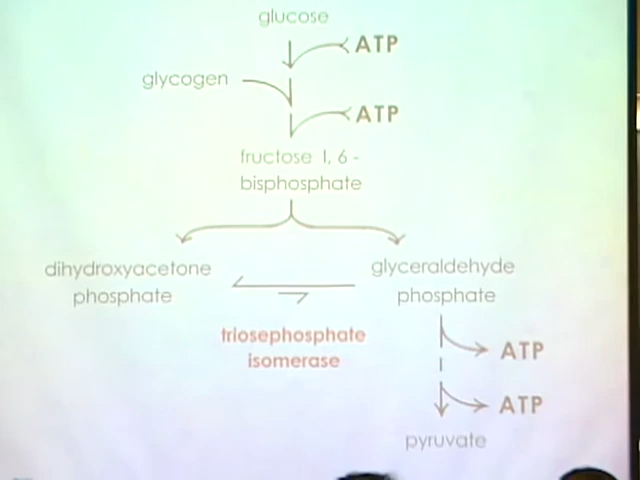 glucose
ATP
glycogen
ATP
fructose 1, 6 -
bisphosphate
dihydroxyacetone
phosphate
glyceraldehyde
phosphate
triosephosphate
isomerase
ATP
ATP
pyruvate